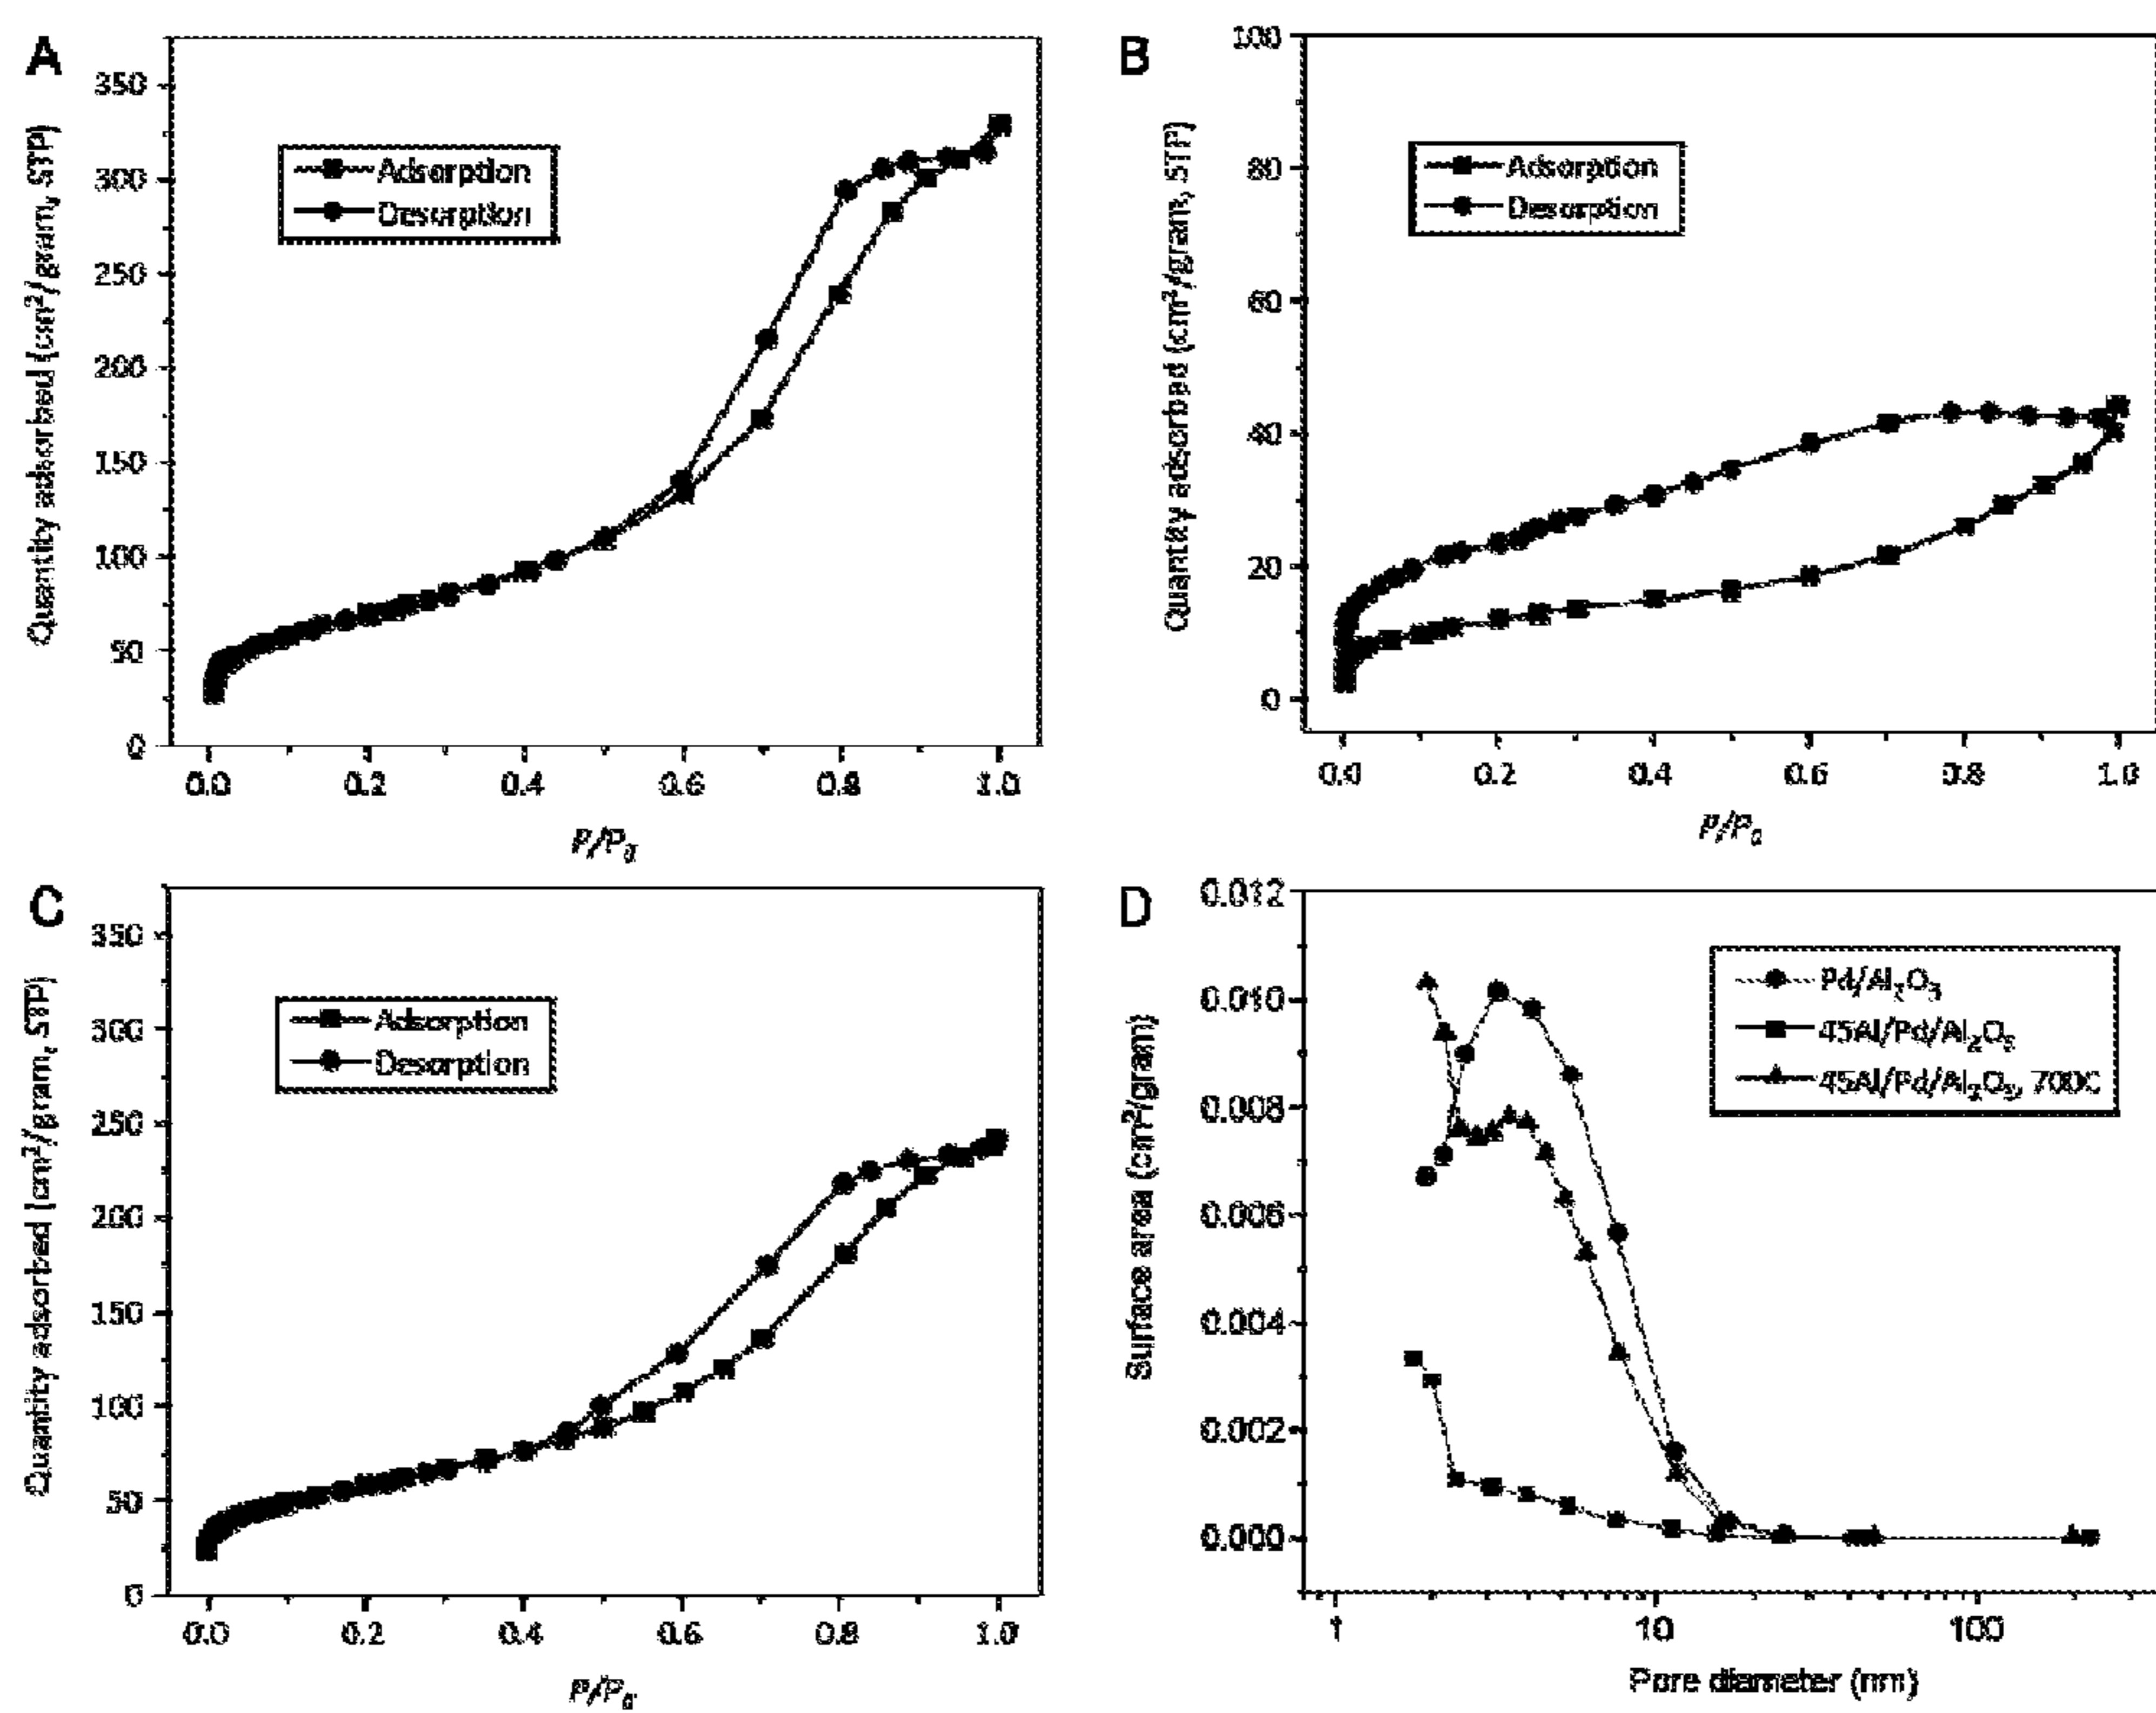 A
Quantity adsorbed (cm²/gram, STP)
350
300
250
200
150
100
50
0
Adsorption
Desorption
0.0 0.2 0.4 0.6 0.8 1.0
P/P₀
B
Quantity adsorbed (cm²/gram, STP)
100
80
60
40
20
0
Adsorption
Desorption
0.0 0.2 0.4 0.6 0.8 1.0
P/P₀
C
Quantity adsorbed (cm²/gram, STP)
350
300
250
200
150
100
50
0
Adsorption
Desorption
0.0 0.2 0.4 0.6 0.8 1.0
P/P₀
D
Surface area (cm²/gram)
0.012
0.010
0.008
0.006
0.004
0.002
0.000
Pd/Al₂O₃
45Al/Pd/Al₂O₃
45Al/Pd/Al₂O₃, 700C
1 10 100
Pore diameter (nm)